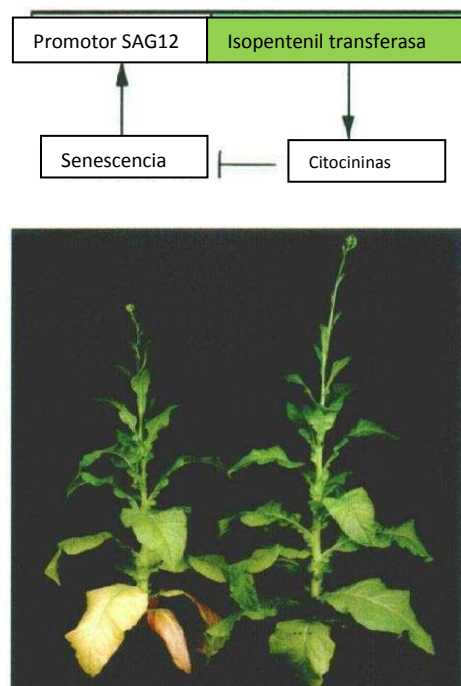 Promotor SAG12
Isopentenil transferasa
Senescencia
Citocininas